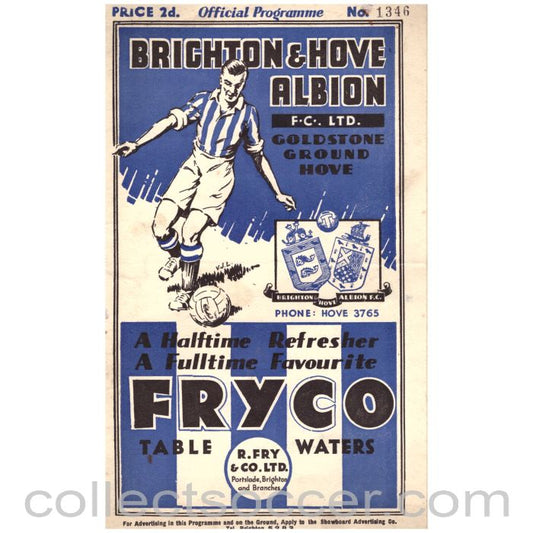 PRICE 2d. Official Programme No. 1346
BRIGHTON & HOVE
ALBION
F.C. LTD.
GOLDSTONE
GROUND
HOVE
BRIGHTON HOVE ALBION F.C.
PHONE: HOVE 3765
A Halftime Refresher
A Fulltime Favourite
FRYCO
TABLE WATERS
R. FRY
& CO. LTD.
Portslade, Brighton
and Branches
collectsoccer.com
For Advertising in this Programme and on the Ground, Apply to the Showboard Advertising Co.
Tel. Brighton